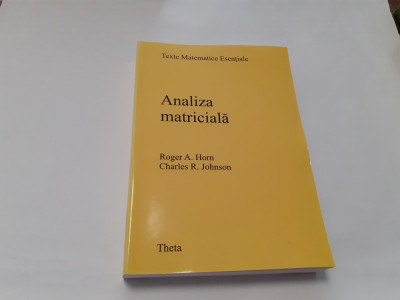 Texte Matematice Esențiale
Analiza
matricială
Roger A. Horn
Charles R. Johnson
Theta